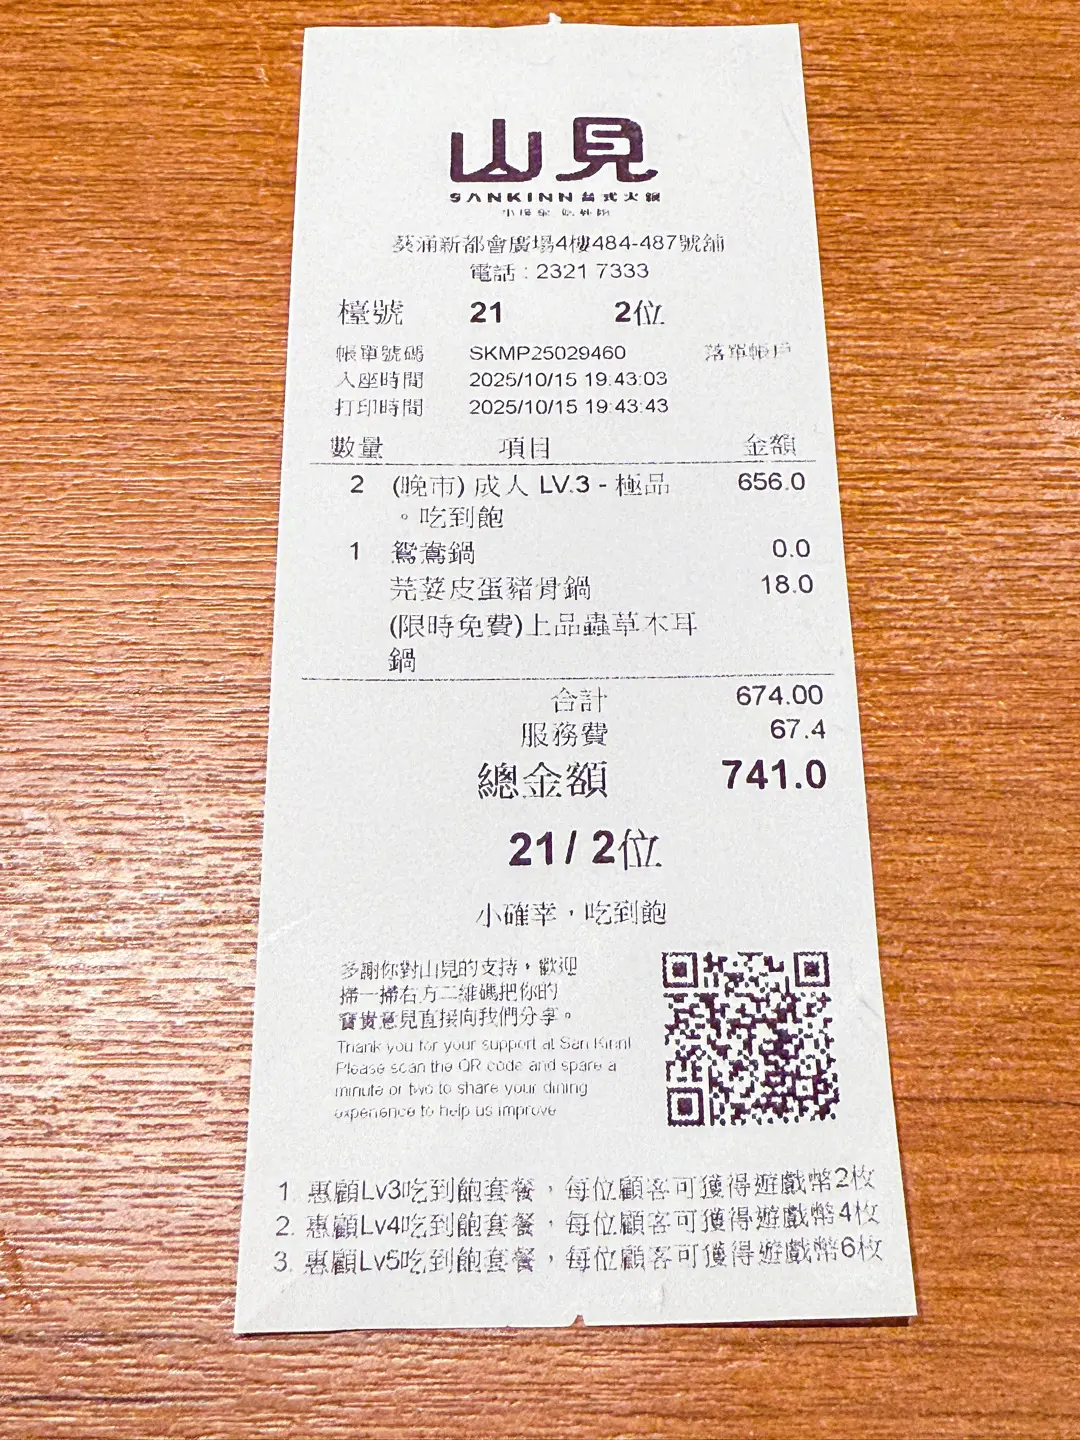 山見
SANKINN 台式火鍋
葵涌新都會廣場4樓484-487號舖
電話 : 2321 7333
檯號 21 2位
帳單號碼 SKMP25029460 落單帳戶
入座時間 2025/10/15 19:43:03
打印時間 2025/10/15 19:43:43
數量 項目 金額
2 (晚市) 成人 LV.3 - 極品 656.0
。吃到飽
1 鴛鴦鍋 0.0
芫荽皮蛋豬骨鍋 18.0
(限時免費)上品蟲草木耳
鍋
合計 674.00
服務費 67.4
總金額 741.0
21 / 2位
小確幸，吃到飽
多謝你對山見的支持，歡迎
掃一掃右方二維碼把你的
寶貴意見直接向我們分享。
Thank you for your support at San Kinn!
Please scan the QR code and spare a
minute or two to share your dining
experience to help us improve
1. 惠顧Lv3吃到飽套餐，每位顧客可獲得遊戲幣2枚
2. 惠顧Lv4吃到飽套餐，每位顧客可獲得遊戲幣4枚
3. 惠顧Lv5吃到飽套餐，每位顧客可獲得遊戲幣6枚